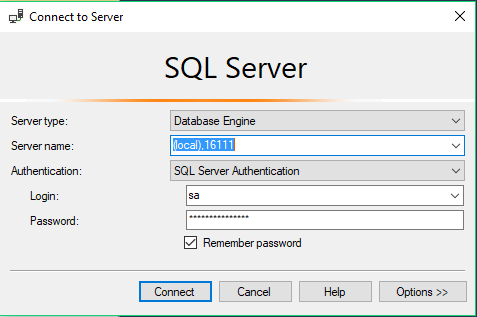 Connect to Server
SQL Server
Server type: Database Engine
Server name: (local),16111
Authentication: SQL Server Authentication
Login: sa
Password: ***************
Remember password
Connect Cancel Help Options >>